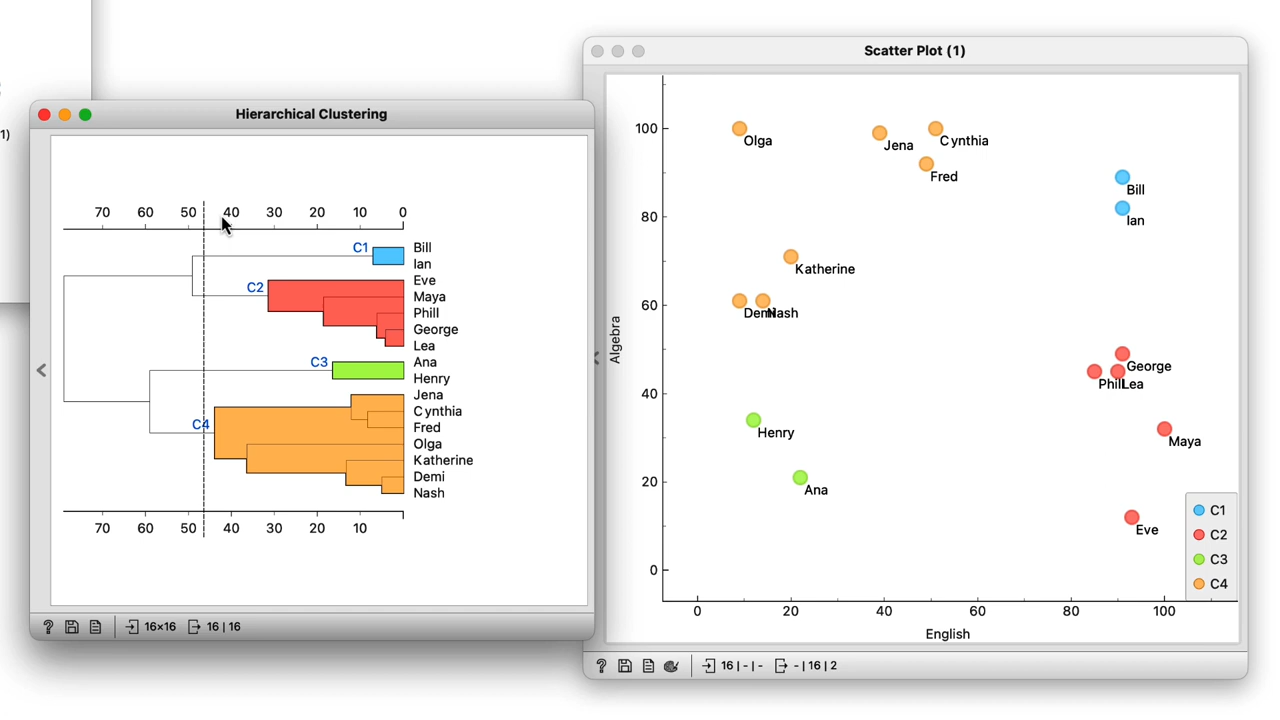 1)
Hierarchical Clustering
70 60 50 40 30 20 10 0
C1 Bill
Ian
C2 Eve
Maya
Phill
George
Lea
C3 Ana
Henry
Jena
Cynthia
C4 Fred
Olga
Katherine
Demi
Nash
70 60 50 40 30 20 10
? 16×16 16 | 16
Scatter Plot (1)
100
80
60
40
20
0
Algebra
Olga
Jena
Cynthia
Fred
Bill
Ian
Katherine
Demi
Nash
George
Phill
Lea
Henry
Maya
Ana
Eve
C1
C2
C3
C4
0 20 40 60 80 100
English
? 16 | - | - - | 16 | 2